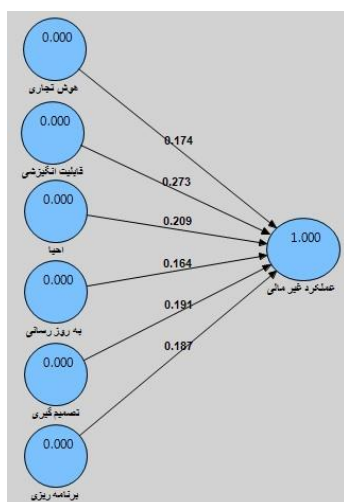 0.000
هوش تجاری
0.174
0.000
قابلیت انگیزشی
0.273
0.000
احیا
0.209
1.000
عملکرد غیر مالی
0.164
0.000
به روز رسانی
0.191
0.000
تصمیم گیری
0.187
0.000
برنامه ریزی